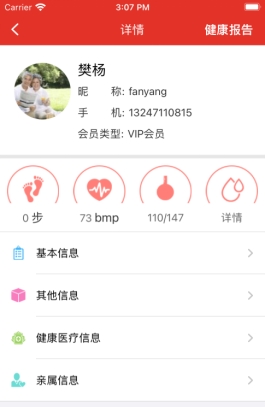 Carrier 3:07 PM
详情 健康报告
樊杨
昵 称: fanyang
手 机: 13247110815
会员类型: VIP会员
0 步 73 bmp 110/147 详情
基本信息
其他信息
健康医疗信息
亲属信息